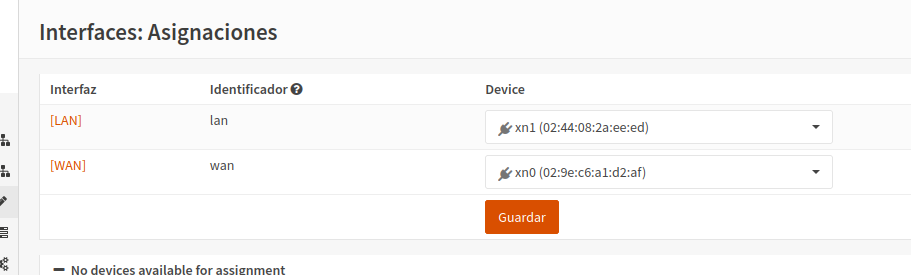 Interfaces: Asignaciones
Interfaz Identificador Device
[LAN] lan xn1 (02:44:08:2a:ee:ed)
[WAN] wan xn0 (02:9e:c6:a1:d2:af)
Guardar
No devices available for assignment